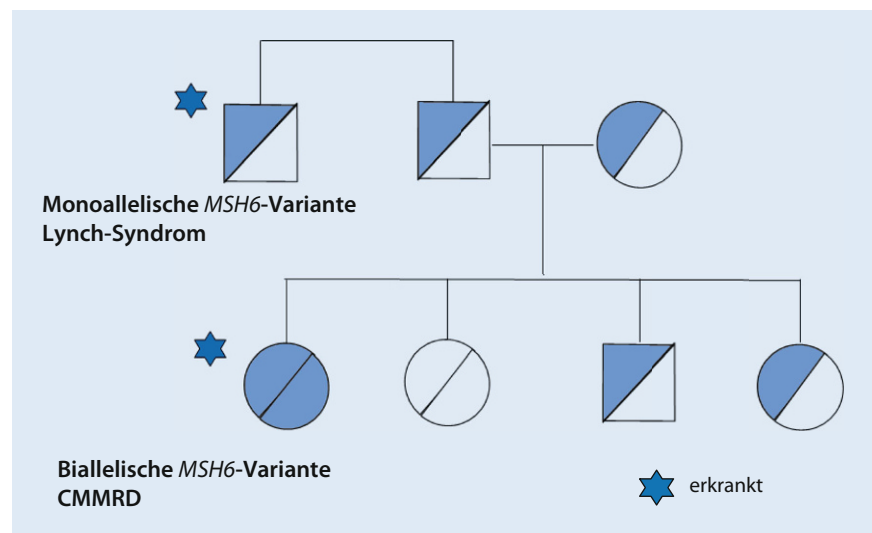 Monoallelische MSH6-Variante
Lynch-Syndrom
Biallelische MSH6-Variante
CMMRD
erkrankt